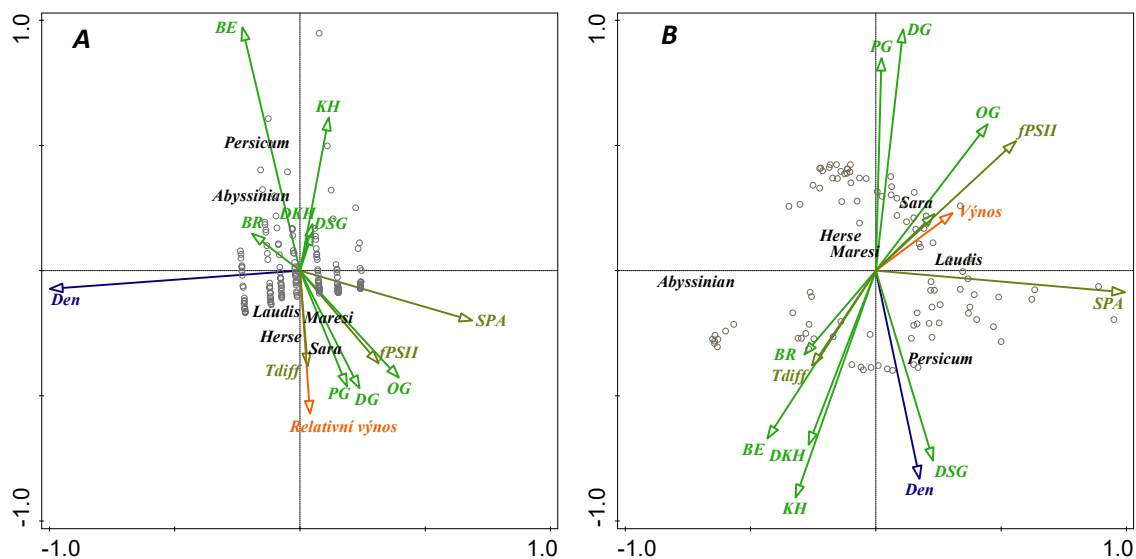 A
B
1.0
BE
KH
Persicum
Abyssinian
DKH
BR
DSG
Den
Laudis
Maresi
SPA
Herse
Sara
fPSII
Tdiff
PG
DG
OG
Relativní výnos
-1.0
-1.0
1.0
DG
PG
OG
fPSII
Sara
Výnos
Herse
Maresi
Laudis
Abyssinian
SPA
BR
Tdiff
Persicum
BE
DKH
DSG
Den
KH
1.0
-1.0
-1.0
1.0